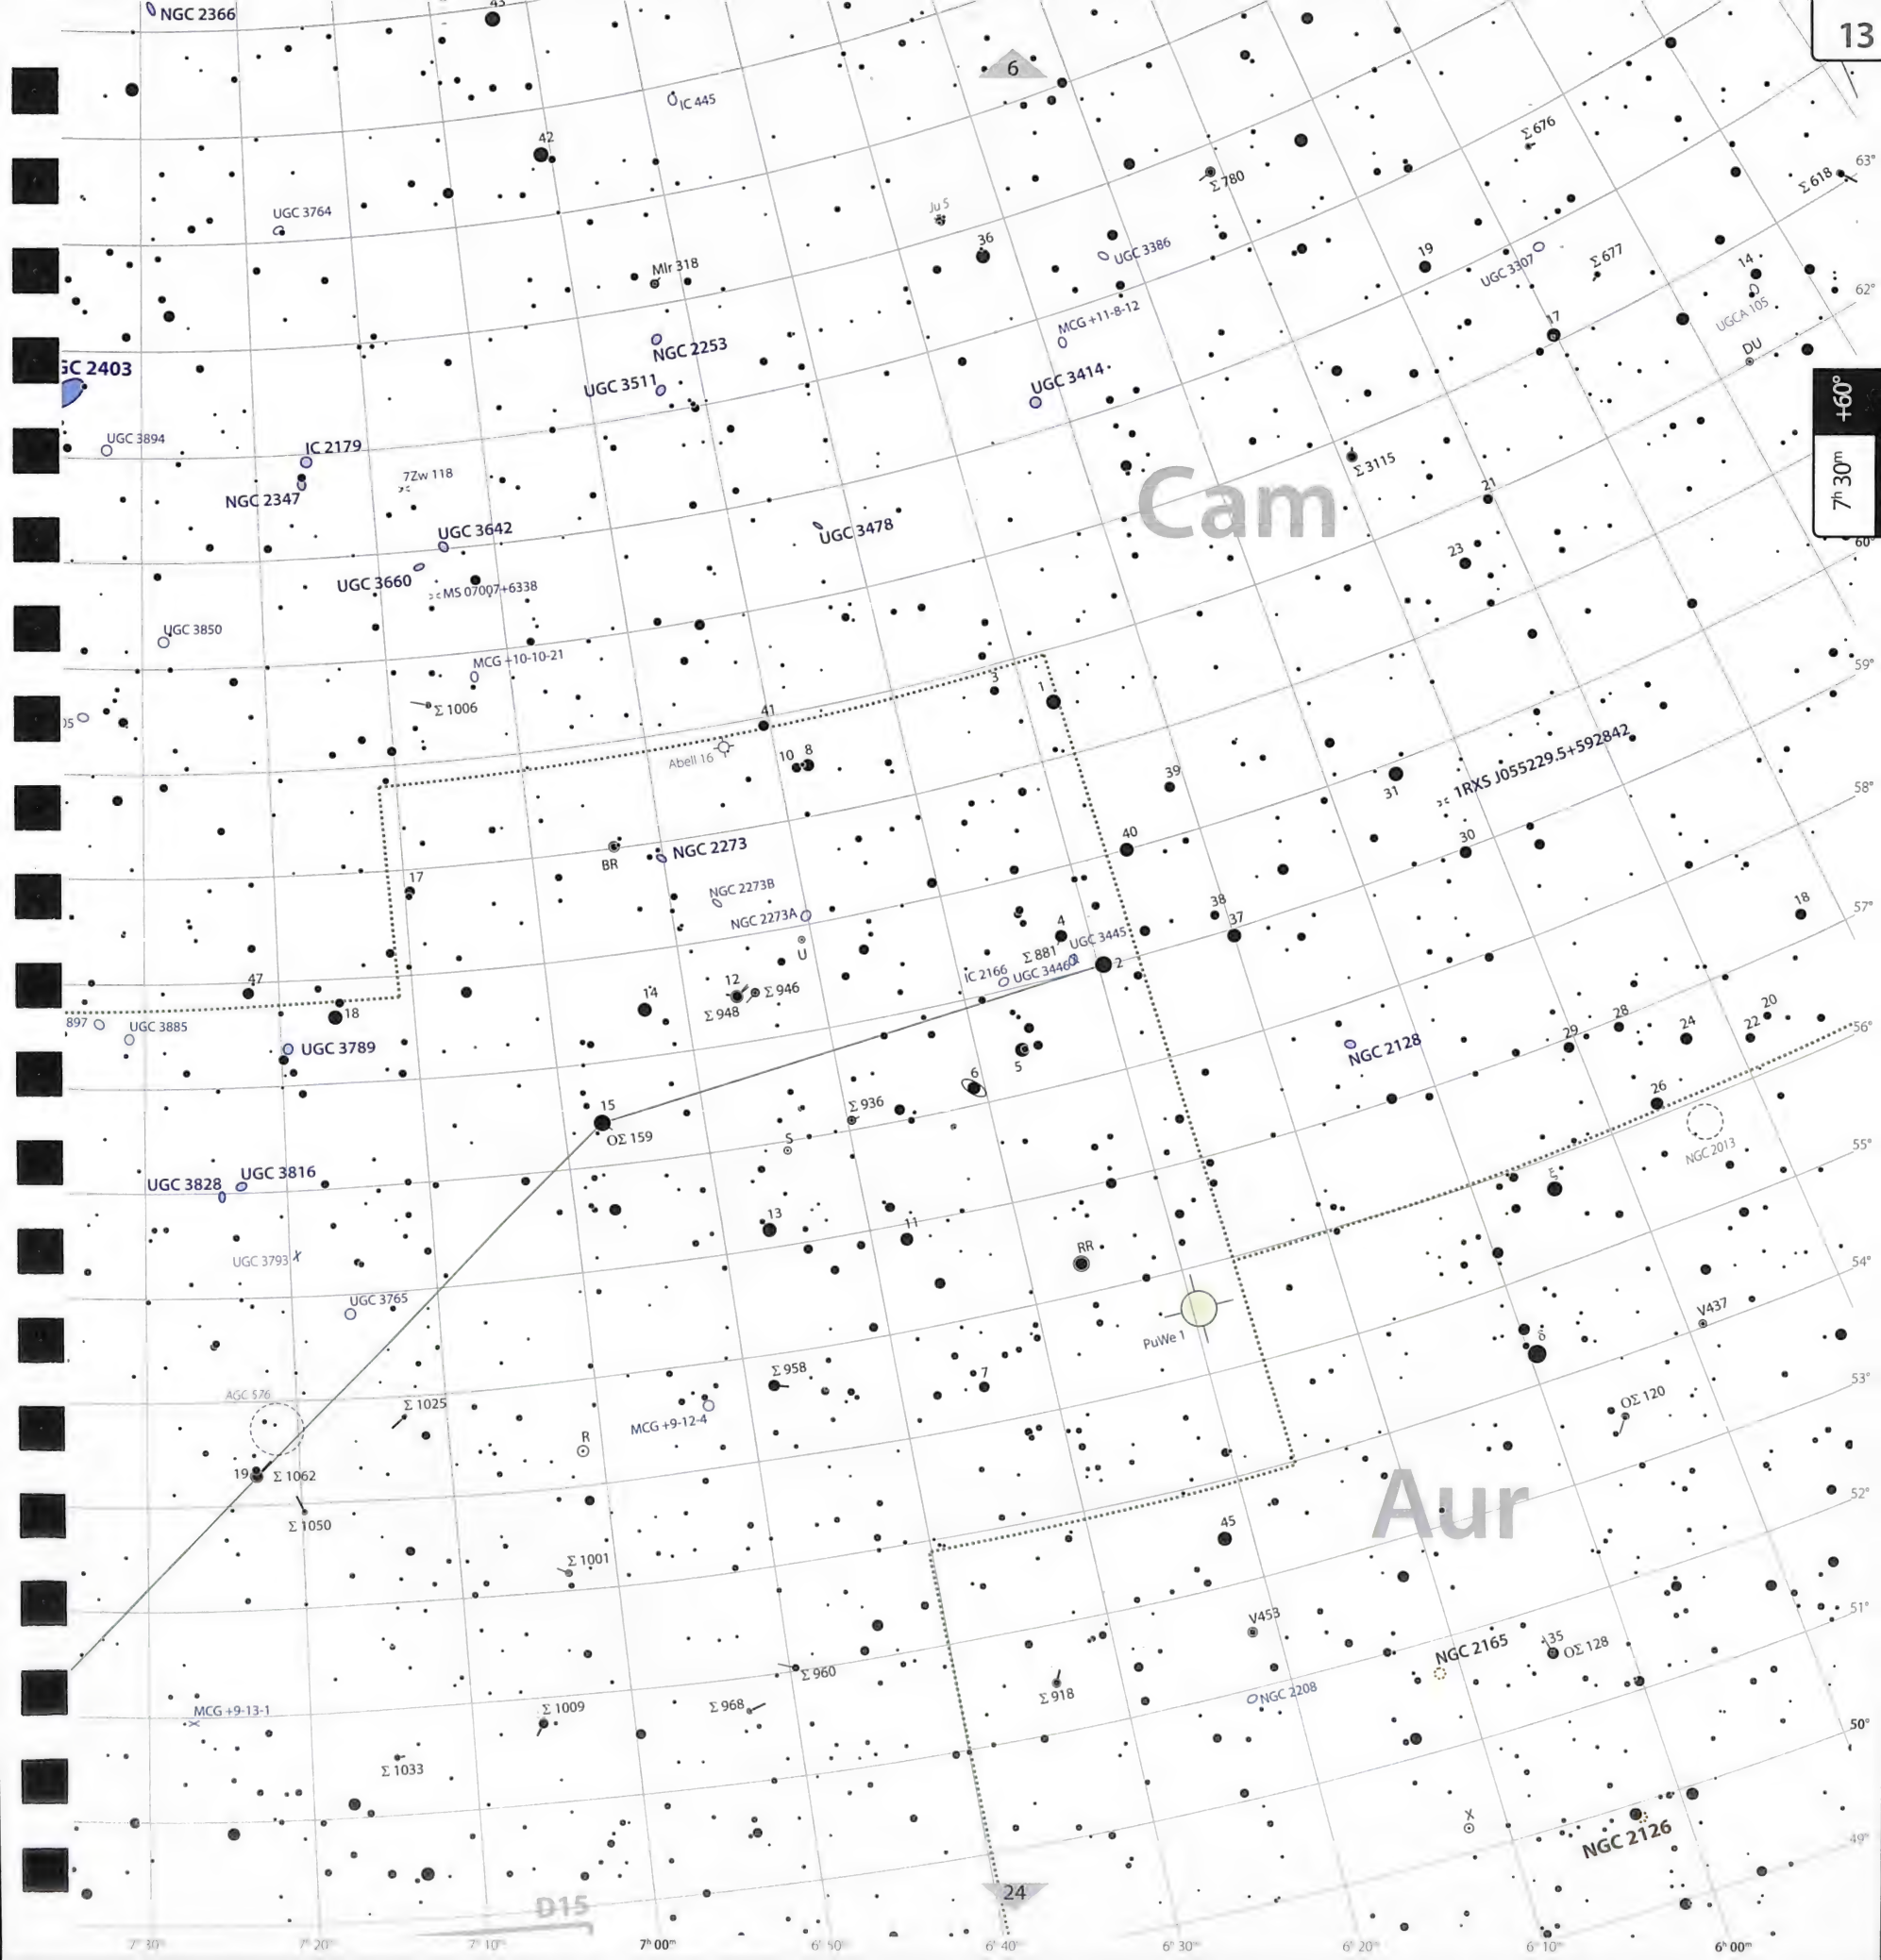 NGC 2366
43
13
6
IC 445
Σ 676
42
63°
Σ 780
Σ 618
UGC 3764
Ju 5
36
UGC 3386
19
UGC 3307
Σ 677
14
62°
Mlr 318
UGCA 105
MCG +11-8-12
17
DU
NGC 2253
GC 2403
UGC 3511
UGC 3414
+60°
UGC 3894
IC 2179
7Zw 118
Σ 3115
7h 30m
NGC 2347
Cam
21
UGC 3642
UGC 3478
23
60°
UGC 3660
MS 07007+6338
UGC 3850
MCG +10-10-21
59°
3
1
Σ 1006
41
05
Abell 16
10
8
39
31
1RXS J055229.5+592842
58°
BR
NGC 2273
40
30
17
NGC 2273B
NGC 2273A
38
37
18
57°
U
4
Σ 881
UGC 3445
IC 2166
UGC 3446
2
47
12
Σ 946
14
Σ 948
18
897
UGC 3885
UGC 3789
5
NGC 2128
29
28
24
22
20
56°
6
15
Σ 936
26
ΟΣ 159
S
NGC 2013
55°
UGC 3828
UGC 3816
ξ
13
11
RR
UGC 3793
54°
UGC 3765
PuWe 1
V437
δ
AGC 576
Σ 1025
Σ 958
7
53°
MCG +9-12-4
ΟΣ 120
R
19
Σ 1062
Σ 1050
Aur
52°
45
Σ 1001
V453
51°
NGC 2165
35
ΟΣ 128
Σ 960
Σ 918
MCG +9-13-1
Σ 1009
Σ 968
NGC 2208
50°
Σ 1033
X
NGC 2126
49°
D15
24
7h 30m
7h 20m
7h 10m
7h 00m
6h 50m
6h 40m
6h 30m
6h 20m
6h 10m
6h 00m